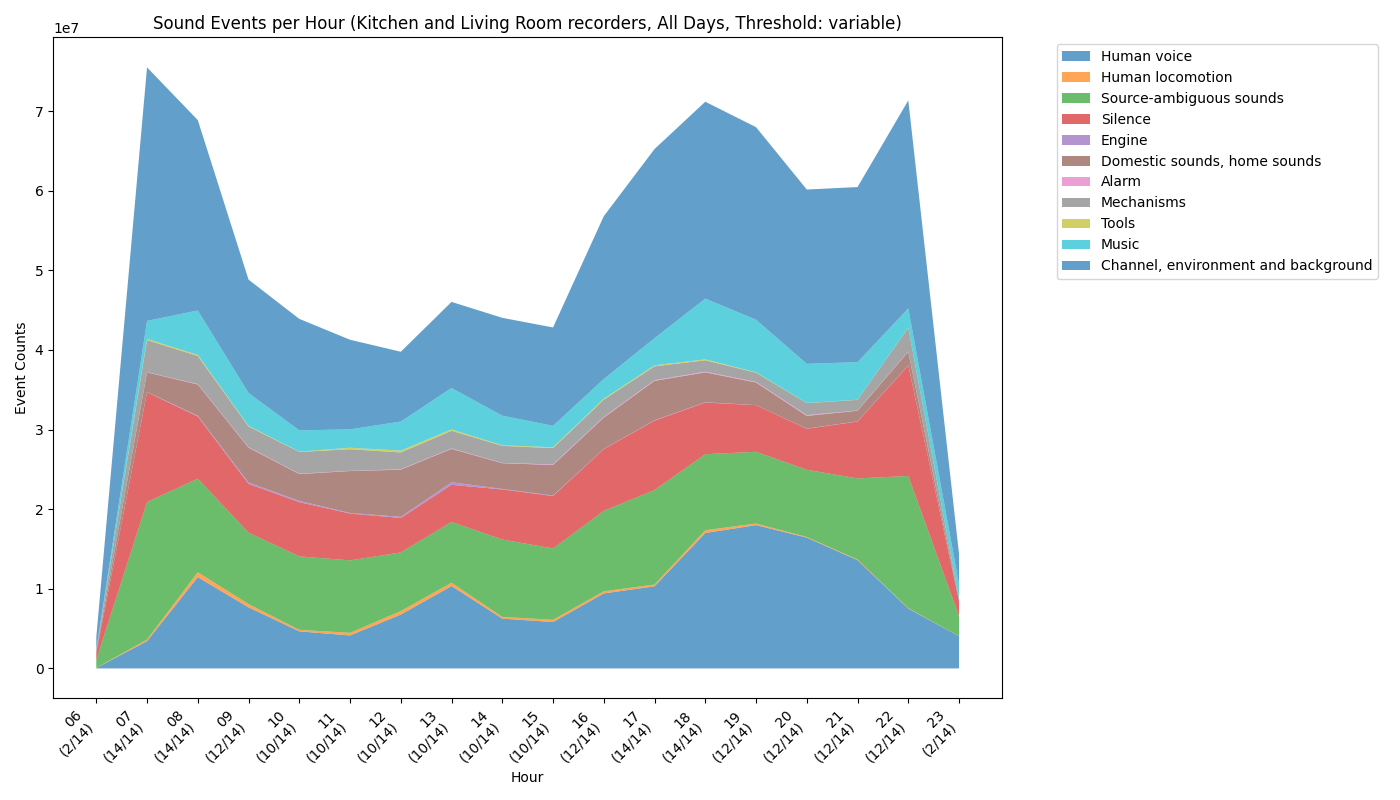 Sound Events per Hour (Kitchen and Living Room recorders, All Days, Threshold: variable)
1e7
7
6
5
4
3
2
1
0
Event Counts
06
(2/14)
07
(14/14)
08
(14/14)
09
(12/14)
10
(10/14)
11
(10/14)
12
(10/14)
13
(10/14)
14
(10/14)
15
(10/14)
16
(12/14)
17
(14/14)
18
(14/14)
19
(12/14)
20
(12/14)
21
(12/14)
22
(12/14)
23
(2/14)
Hour
Human voice
Human locomotion
Source-ambiguous sounds
Silence
Engine
Domestic sounds, home sounds
Alarm
Mechanisms
Tools
Music
Channel, environment and background